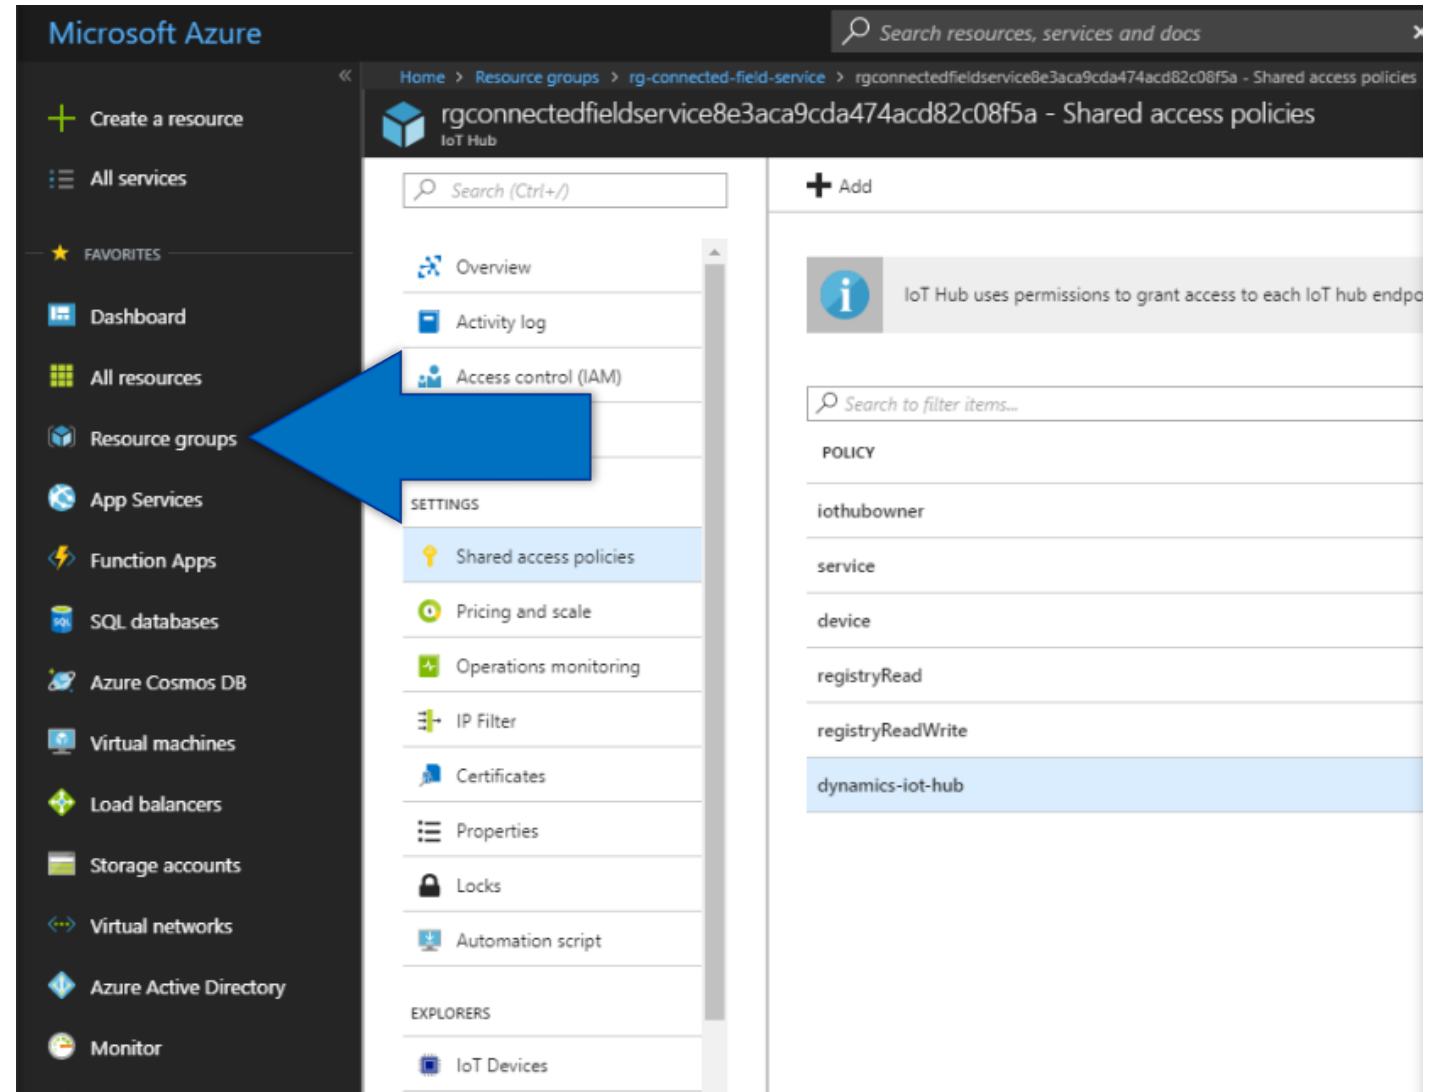 Microsoft Azure
Search resources, services and docs
Home > Resource groups > rg-connected-field-service > rgconnectedfieldservice8e3aca9cda474acd82c08f5a - Shared access policies
rgconnectedfieldservice8e3aca9cda474acd82c08f5a - Shared access policies
IoT Hub
Create a resource
All services
FAVORITES
Dashboard
All resources
Resource groups
App Services
Function Apps
SQL databases
Azure Cosmos DB
Virtual machines
Load balancers
Storage accounts
Virtual networks
Azure Active Directory
Monitor
Search (Ctrl+/)
Overview
Activity log
Access control (IAM)
SETTINGS
Shared access policies
Pricing and scale
Operations monitoring
IP Filter
Certificates
Properties
Locks
Automation script
EXPLORERS
IoT Devices
Add
IoT Hub uses permissions to grant access to each IoT hub endpo
Search to filter items...
POLICY
iothubowner
service
device
registryRead
registryReadWrite
dynamics-iot-hub